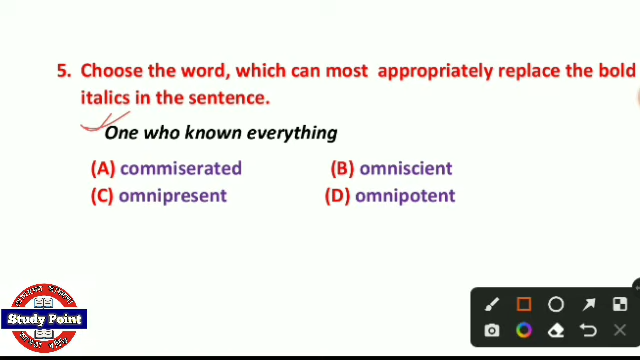 5. Choose the word, which can most appropriately replace the bold
italics in the sentence.
One who known everything
(A) commiserated (B) omniscient
(C) omnipresent (D) omnipotent
Study Point